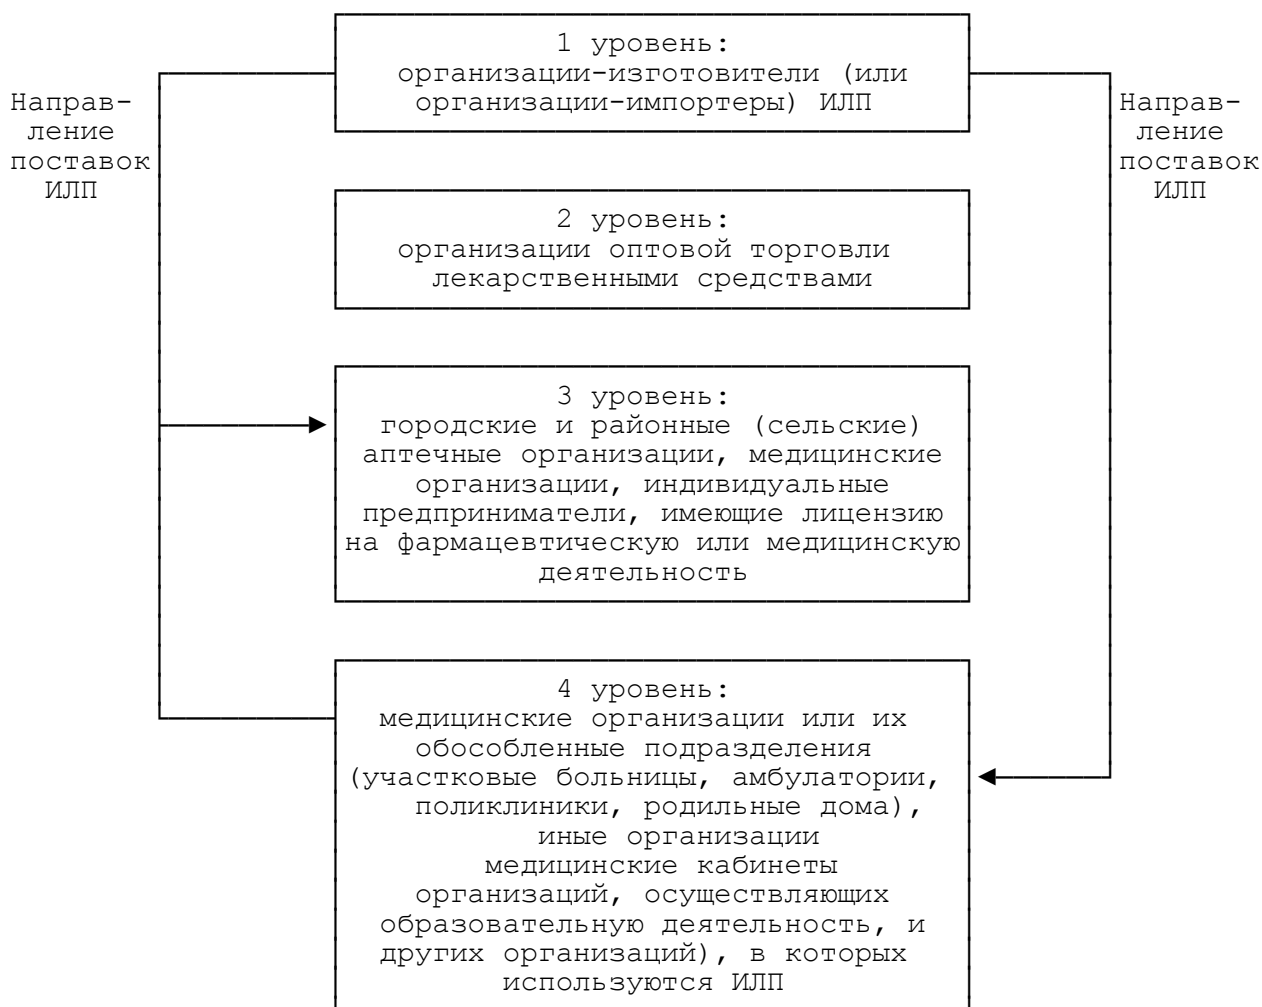 1 уровень:
организации-изготовители (или
организации-импортеры) ИЛП
Направ-
ление
поставок
ИЛП
Направ-
ление
поставок
ИЛП
2 уровень:
организации оптовой торговли
лекарственными средствами
3 уровень:
городские и районные (сельские)
аптечные организации, медицинские
организации, индивидуальные
предприниматели, имеющие лицензию
на фармацевтическую или медицинскую
деятельность
4 уровень:
медицинские организации или их
обособленные подразделения
(участковые больницы, амбулатории,
поликлиники, родильные дома),
иные организации
медицинские кабинеты
организаций, осуществляющих
образовательную деятельность, и
других организаций), в которых
используются ИЛП